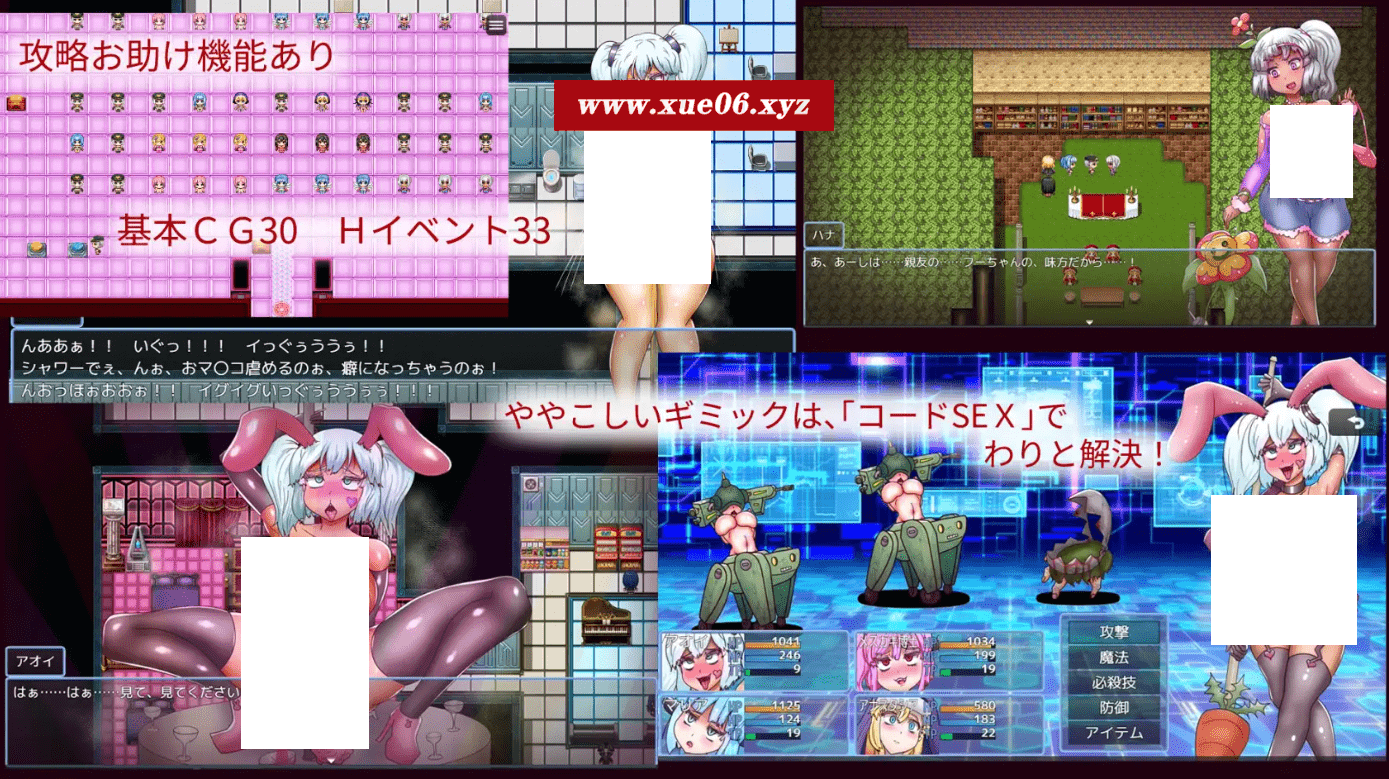 攻略お助け機能あり
www.xue06.xyz
基本ＣＧ30　Ｈイベント33
ハナ
あ、あーしは……親友の……フーちゃんの、味方だから……！
んああぁ！！　いぐっ！！！　イっぐぅううぅ！！
シャワーでぇ、んぉ、おマ〇コ虐めるのぉ、癖になっちゃうのぉ！
んおっほぉおおぉ！！　イグイグいっぐぅううぅぅ！！！
ややこしいギミックは､｢コードSEＸ｣で
わりと解決！
アオイ
はぁ……はぁ……見て、見てください
アオイ
1041
246
9
1034
199
19
マリア
1125
124
19
580
183
22
攻撃
魔法
必殺技
防御
アイテム